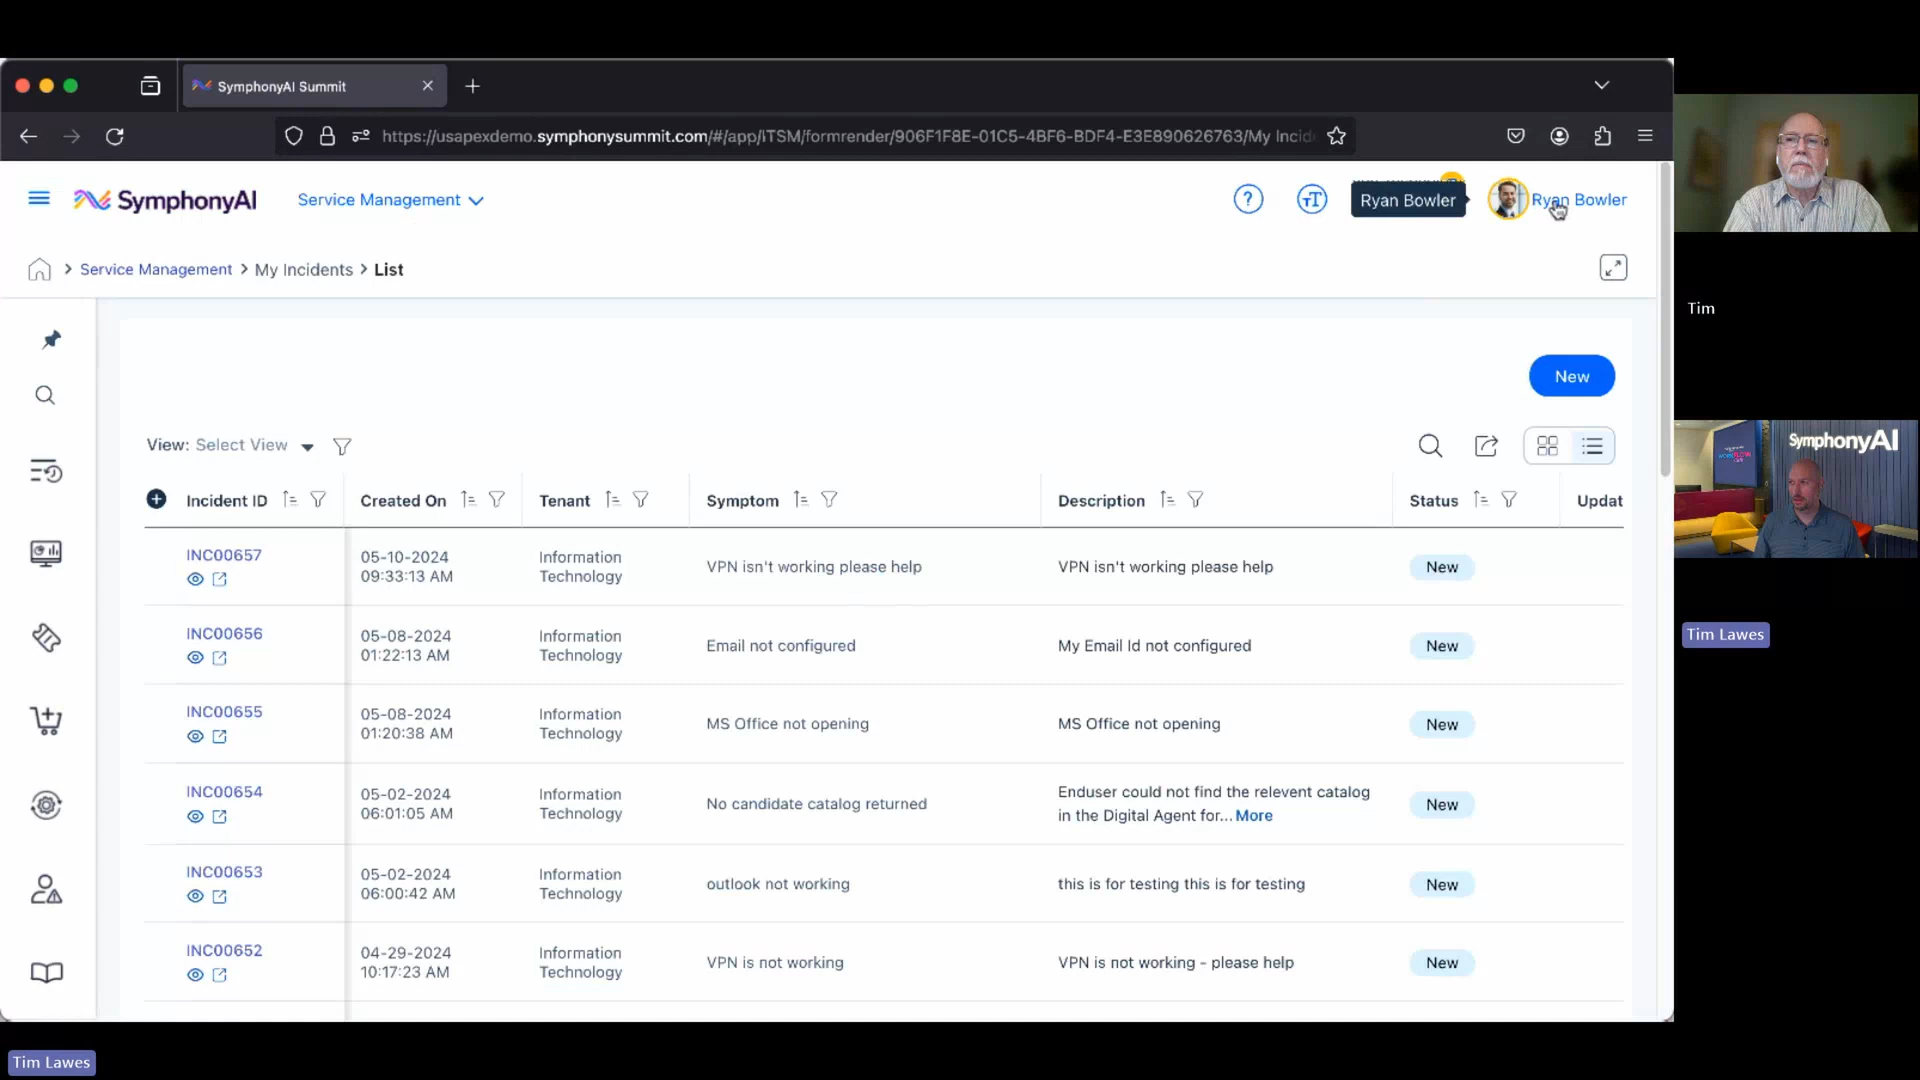 SymphonyAI Summit
https://usapexdemo.symphonysummit.com/#/app/ITSM/formrender/906F1F8E-01C5-4BF6-BDF4-E3E890626763/My Incid
SymphonyAI
Service Management
Ryan Bowler
Ryan Bowler
Service Management > My Incidents > List
New
View: Select View
Incident ID Created On Tenant Symptom Description Status Updat
INC00657
05-10-2024
09:33:13 AM
Information
Technology
VPN isn't working please help
VPN isn't working please help
New
INC00656
05-08-2024
01:22:13 AM
Information
Technology
Email not configured
My Email Id not configured
New
INC00655
05-08-2024
01:20:38 AM
Information
Technology
MS Office not opening
MS Office not opening
New
INC00654
05-02-2024
06:01:05 AM
Information
Technology
No candidate catalog returned
Enduser could not find the relevent catalog
in the Digital Agent for... More
New
INC00653
05-02-2024
06:00:42 AM
Information
Technology
outlook not working
this is for testing this is for testing
New
INC00652
04-29-2024
10:17:23 AM
Information
Technology
VPN is not working
VPN is not working - please help
New
Tim
SymphonyAI
Tim Lawes
Tim Lawes